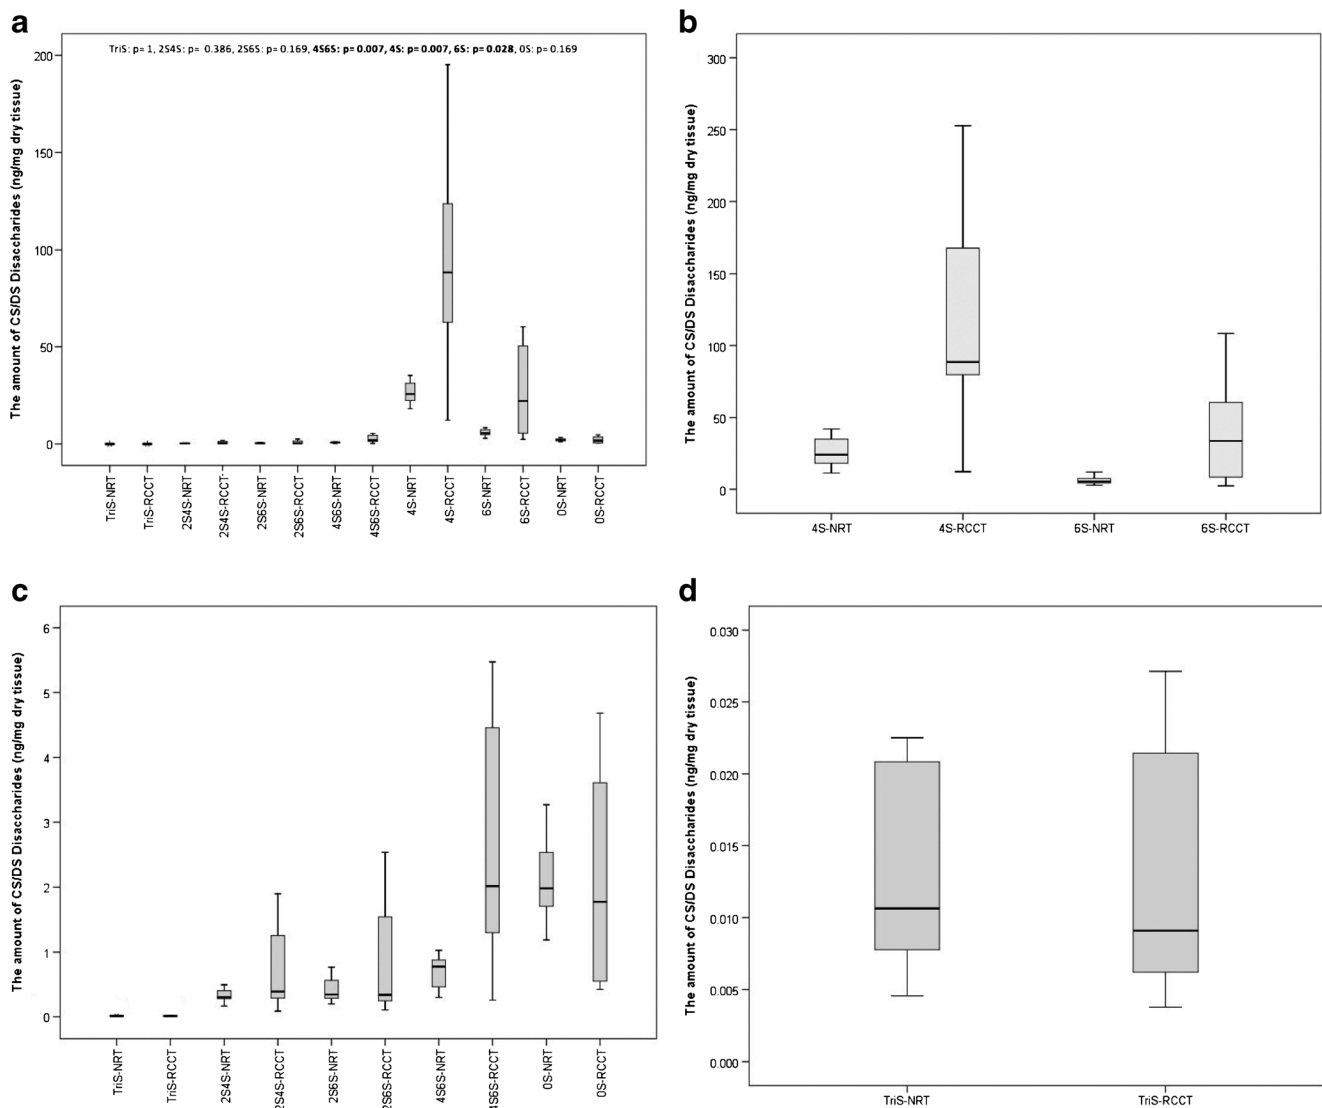 a
TriS: p= 1, 2S4S: p= 0.386, 2S6S: p= 0.169, 4S6S: p= 0.007, 4S: p= 0.007, 6S: p= 0.028, 0S: p= 0.169
The amount of CS/DS Disaccharides (ng/mg dry tissue)
200
150
100
50
0
TriS-NRT
TriS-RCCT
2S4S-NRT
2S4S-RCCT
2S6S-NRT
2S6S-RCCT
4S6S-NRT
4S6S-RCCT
4S-NRT
4S-RCCT
6S-NRT
6S-RCCT
0S-NRT
0S-RCCT
b
The amount of CS/DS Disaccharides (ng/mg dry tissue)
300
250
200
150
100
50
0
4S-NRT
4S-RCCT
6S-NRT
6S-RCCT
c
The amount of CS/DS Disaccharides (ng/mg dry tissue)
6
5
4
3
2
1
0
TriS-NRT
TriS-RCCT
2S4S-NRT
2S4S-RCCT
2S6S-NRT
2S6S-RCCT
4S6S-NRT
4S6S-RCCT
0S-NRT
0S-RCCT
d
The amount of CS/DS Disaccharides (ng/mg dry tissue)
0.030
0.025
0.020
0.015
0.010
0.005
0.000
TriS-NRT
TriS-RCCT